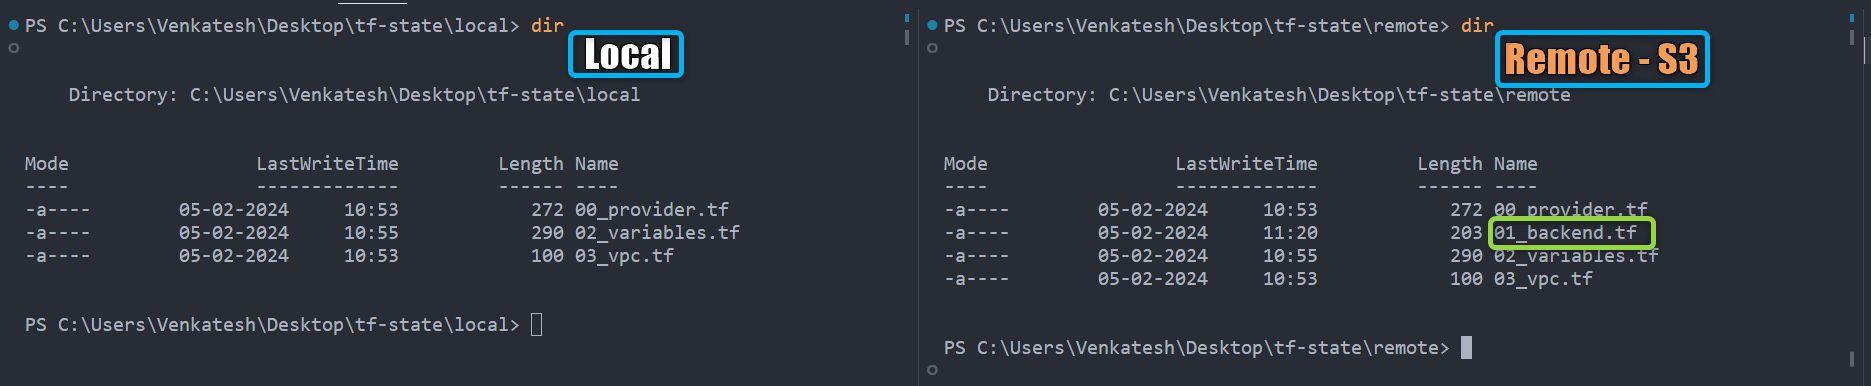 PS C:\Users\Venkatesh\Desktop\tf-state\local> dir
Local
Directory: C:\Users\Venkatesh\Desktop\tf-state\local
Mode LastWriteTime Length Name
---- ------------- ------ ----
-a---- 05-02-2024 10:53 272 00_provider.tf
-a---- 05-02-2024 10:55 290 02_variables.tf
-a---- 05-02-2024 10:53 100 03_vpc.tf
PS C:\Users\Venkatesh\Desktop\tf-state\local>
PS C:\Users\Venkatesh\Desktop\tf-state\remote> dir
Remote - S3
Directory: C:\Users\Venkatesh\Desktop\tf-state\remote
Mode LastWriteTime Length Name
---- ------------- ------ ----
-a---- 05-02-2024 10:53 272 00_provider.tf
-a---- 05-02-2024 11:20 203 01_backend.tf
-a---- 05-02-2024 10:55 290 02_variables.tf
-a---- 05-02-2024 10:53 100 03_vpc.tf
PS C:\Users\Venkatesh\Desktop\tf-state\remote>